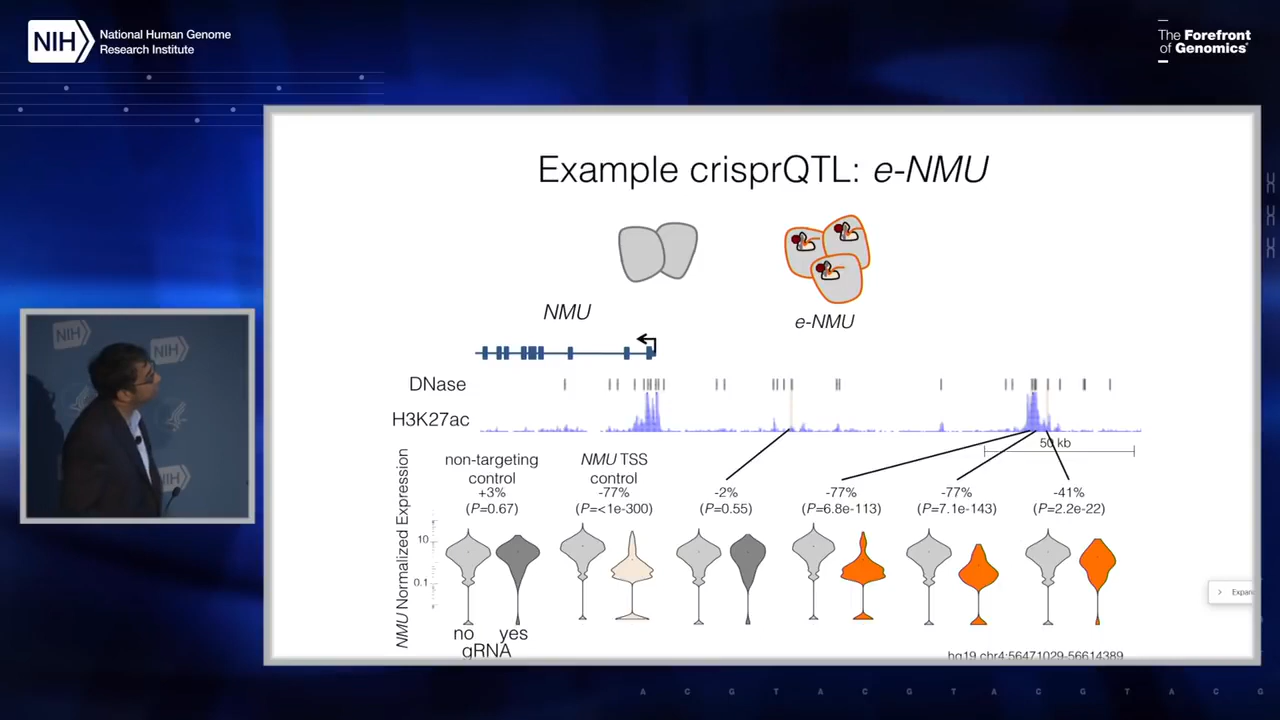 NIH National Human Genome
Research Institute
The Forefront
of Genomics
Example crisprQTL: e-NMU
NMU
e-NMU
DNase
H3K27ac
50 kb
non-targeting
control
+3%
(P=0.67)
NMU TSS
control
-77%
(P=<1e-300)
-2%
(P=0.55)
-77%
(P=6.8e-113)
-77%
(P=7.1e-143)
-41%
(P=2.2e-22)
NMU Normalized Expression
10
0.1
no yes
gRNA
hg19 chr4:56471029-56614389
NIH
NIH
A C G T A C G T A C G T A C G